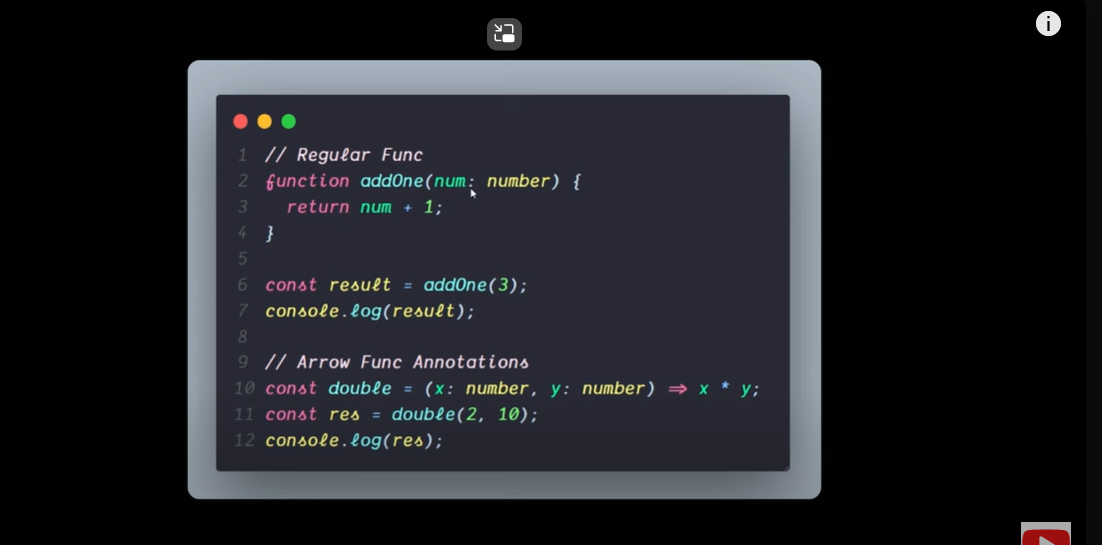 1 // Regular Func
2 function addOne(num: number) {
3 return num + 1;
4 }
5
6 const result = addOne(3);
7 console.log(result);
8
9 // Arrow Func Annotations
10 const double = (x: number, y: number) => x * y;
11 const res = double(2, 10);
12 console.log(res);